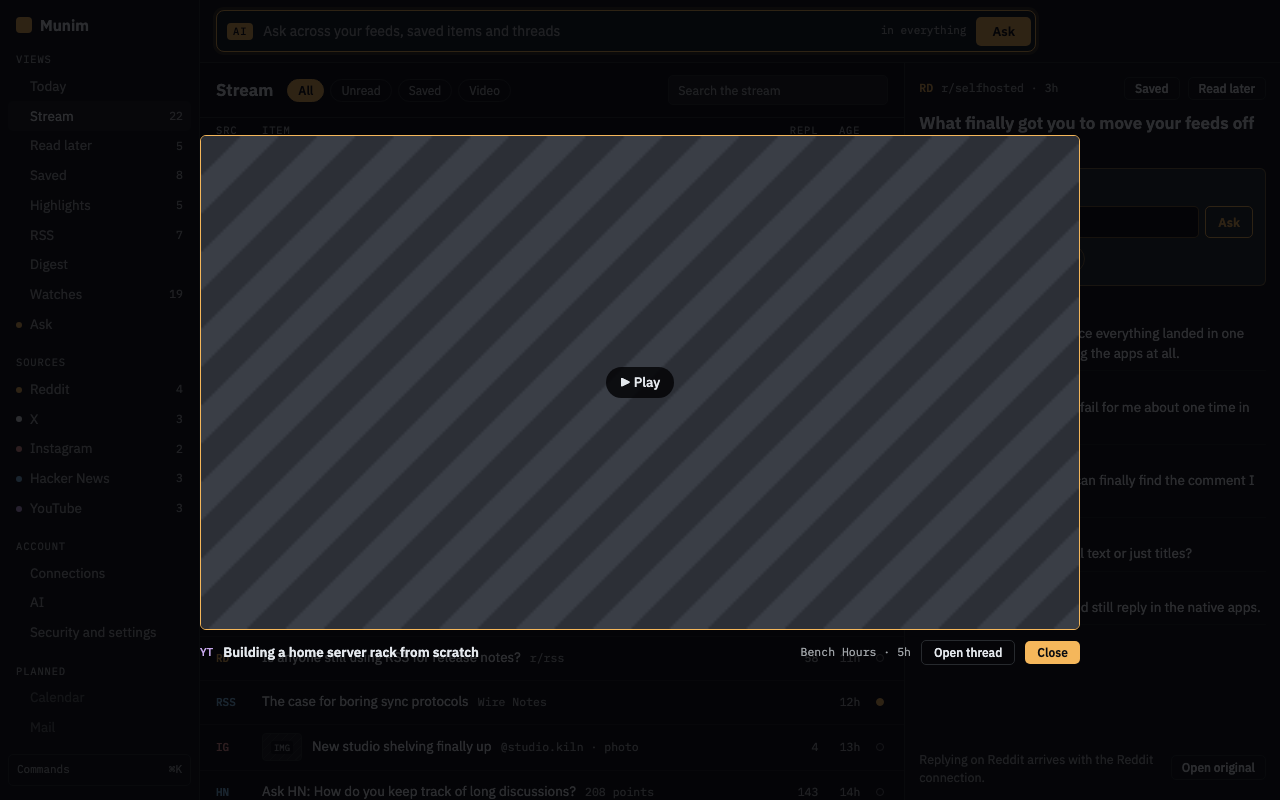 Munim
AI Ask across your feeds, saved items and threads in everything Ask
VIEWS
Today
Stream 22
Read later 5
Saved 8
Highlights 5
RSS 7
Digest
Watches 19
Ask
SOURCES
Reddit 4
X 3
Instagram 2
Hacker News 3
YouTube 3
ACCOUNT
Connections
AI
Security and settings
PLANNED
Calendar
Mail
Commands ⌘K
Stream All Unread Saved Video Search the stream
SRC ITEM REPL AGE
▶ Play
YT Building a home server rack from scratch Bench Hours · 5h Open thread Close
RD Is anyone still using RSS for release notes? r/rss 58 11h
RSS The case for boring sync protocols Wire Notes 12h
IG IMG New studio shelving finally up @studio.kiln · photo 4 13h
HN Ask HN: How do you keep track of long discussions? 208 points 143 14h
RD r/selfhosted · 3h Saved Read later
What finally got you to move your feeds off
Ask
everything landed in one
the apps at all.
fail for me about one time in
finally find the comment I
text or just titles?
still reply in the native apps.
Replying on Reddit arrives with the Reddit
connection.
Open original